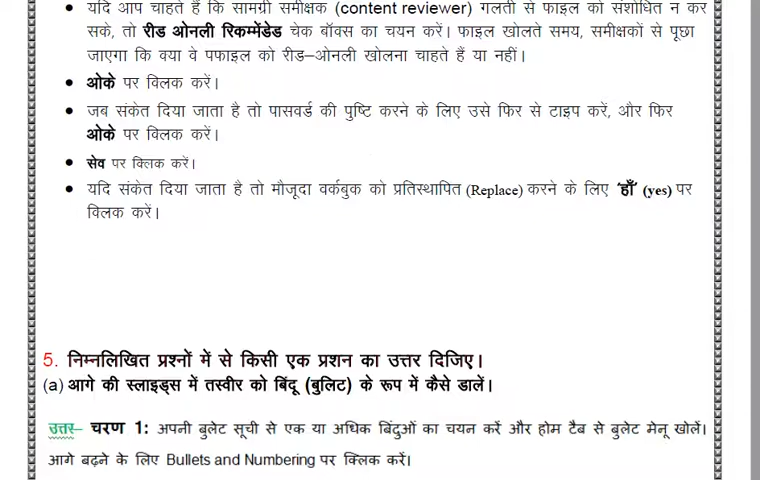 • यदि आप चाहते हैं कि सामग्री समीक्षक (content reviewer) गलती से फाइल को संशोधित न कर
सके, तो रीड ओनली रिकम्मेंडेड चेक बॉक्स का चयन करें। फाइल खोलते समय, समीक्षकों से पूछा
जाएगा कि क्या वे पफाइल को रीड–ओनली खोलना चाहते हैं या नहीं।
• ओके पर क्लिक करें।
• जब संकेत दिया जाता है तो पासवर्ड की पुष्टि करने के लिए उसे फिर से टाइप करें, और फिर
ओके पर क्लिक करें।
• सेव पर क्लिक करें।
• यदि संकेत दिया जाता है तो मौजूदा वर्कबुक को प्रतिस्थापित (Replace) करने के लिए 'हाँ' (yes) पर
क्लिक करें।
5. निम्नलिखित प्रश्नों में से किसी एक प्रशन का उत्तर दिजिए।
(a) आगे की स्लाइड्स में तस्वीर को बिंदू (बुलिट) के रूप में कैसे डालें।
उत्तर– चरण 1: अपनी बुलेट सूची से एक या अधिक बिंदुओं का चयन करें और होम टैब से बुलेट मेनू खोलें।
आगे बढ़ने के लिए Bullets and Numbering पर क्लिक करें।